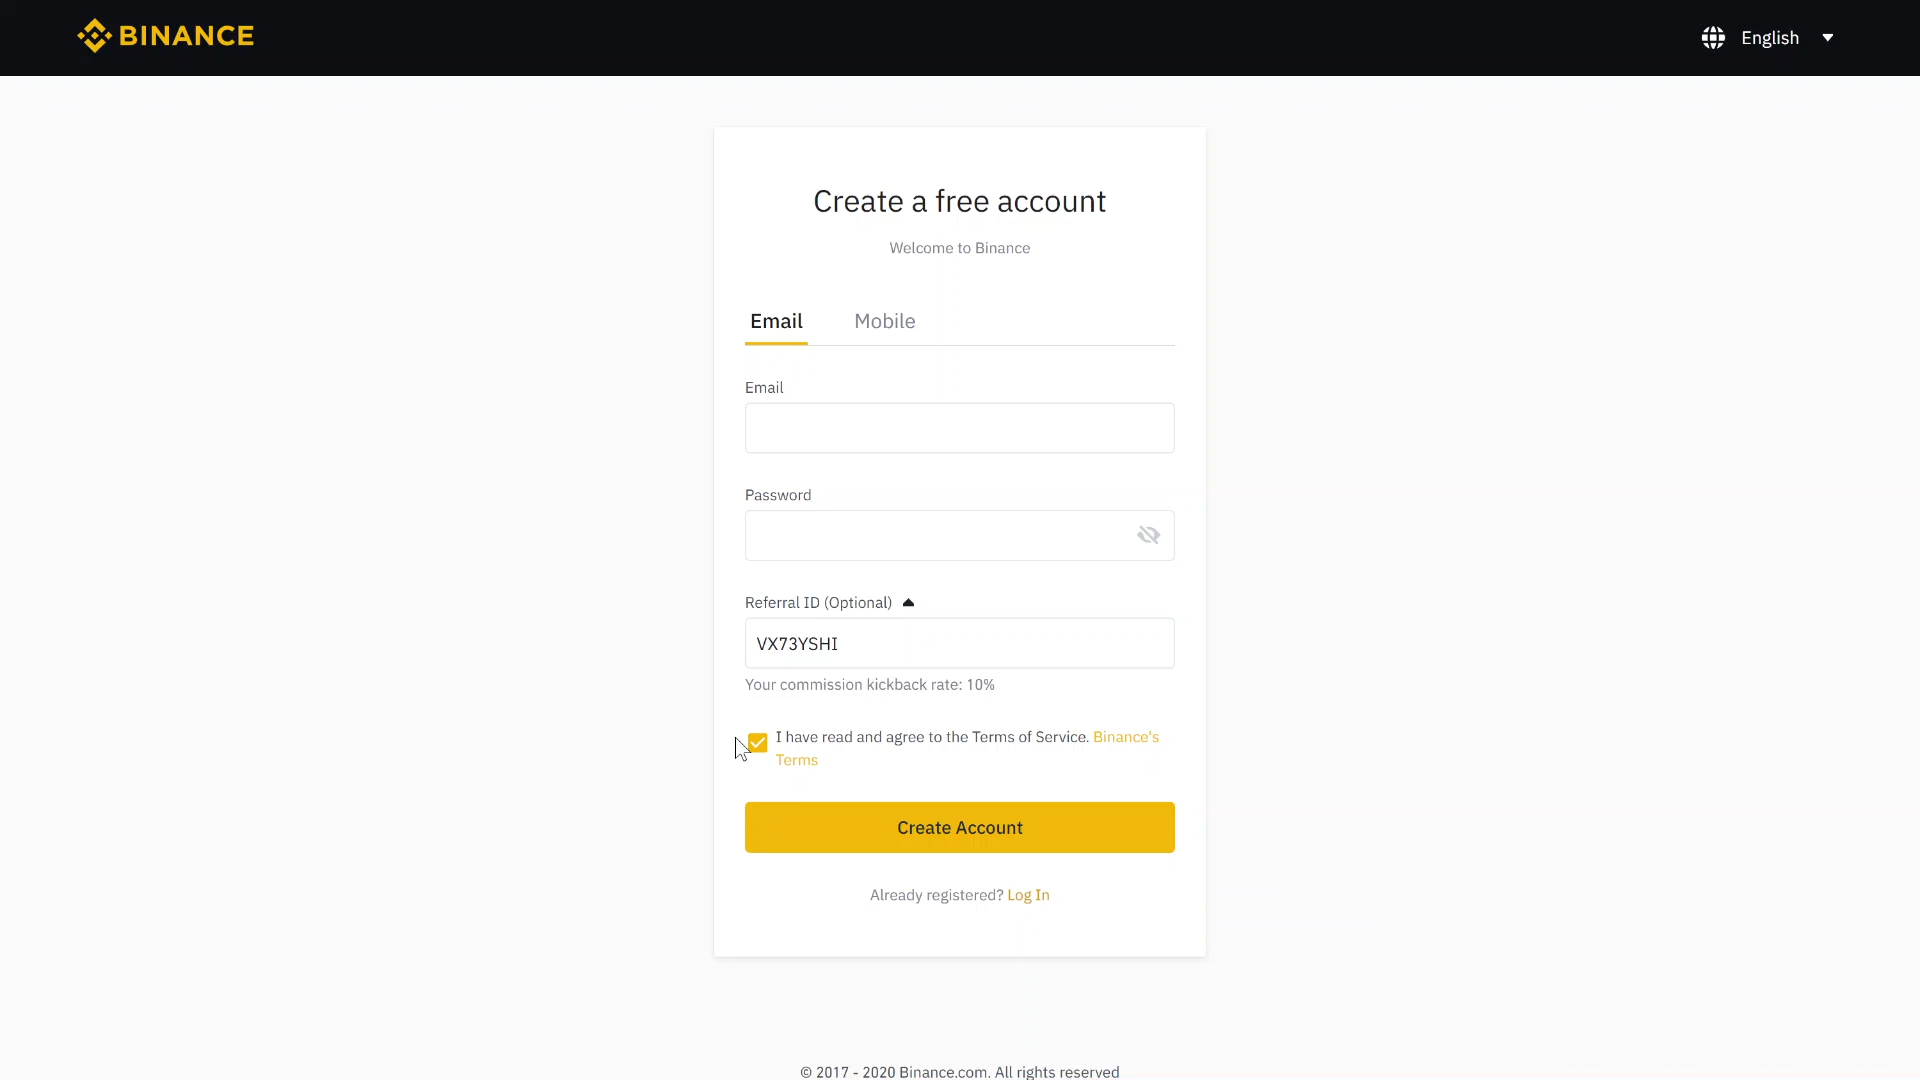 BINANCE
English
Create a free account
Welcome to Binance
Email
Mobile
Email
Password
Referral ID (Optional)
VX73YSHI
Your commission kickback rate: 10%
I have read and agree to the Terms of Service. Binance's
Terms
Create Account
Already registered? Log In
© 2017 - 2020 Binance.com. All rights reserved